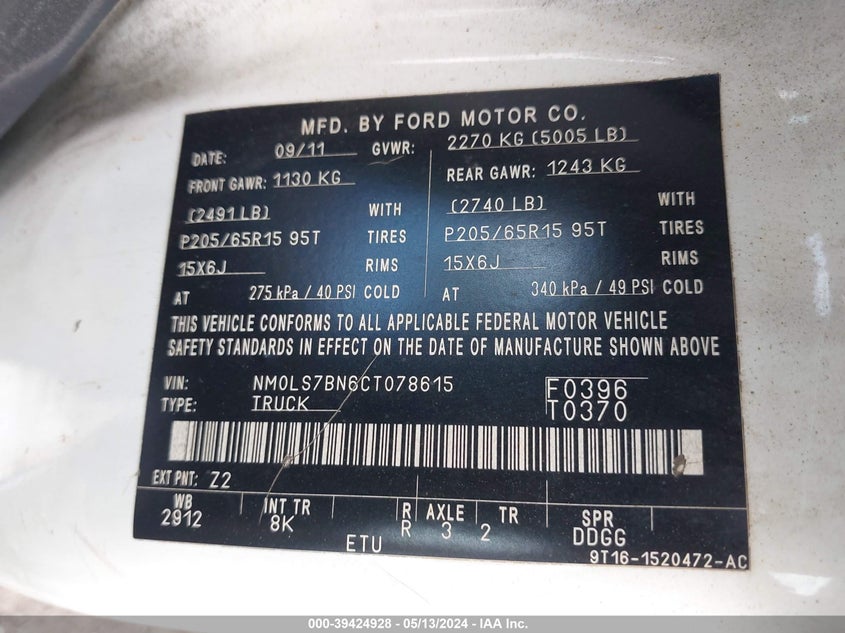 MFD. BY FORD MOTOR CO.
DATE: 09/11 GVWR: 2270 KG (5005 LB)
FRONT GAWR: 1130 KG REAR GAWR: 1243 KG
(2491 LB) WITH (2740 LB) WITH
P205/65R15 95T TIRES P205/65R15 95T TIRES
15X6J RIMS 15X6J RIMS
AT 275 kPa / 40 PSI COLD AT 340 kPa / 49 PSI COLD
THIS VEHICLE CONFORMS TO ALL APPLICABLE FEDERAL MOTOR VEHICLE
SAFETY STANDARDS IN EFFECT ON THE DATE OF MANUFACTURE SHOWN ABOVE
VIN: NM0LS7BN6CT078615 F0396
TYPE: TRUCK T0370
EXT PNT: Z2
WB INT TR R AXLE TR SPR
2912 8K R 3 2 DDGG
ETU 9T16-1520472-AC
000-39424928 - 05/13/2024 - IAA Inc.